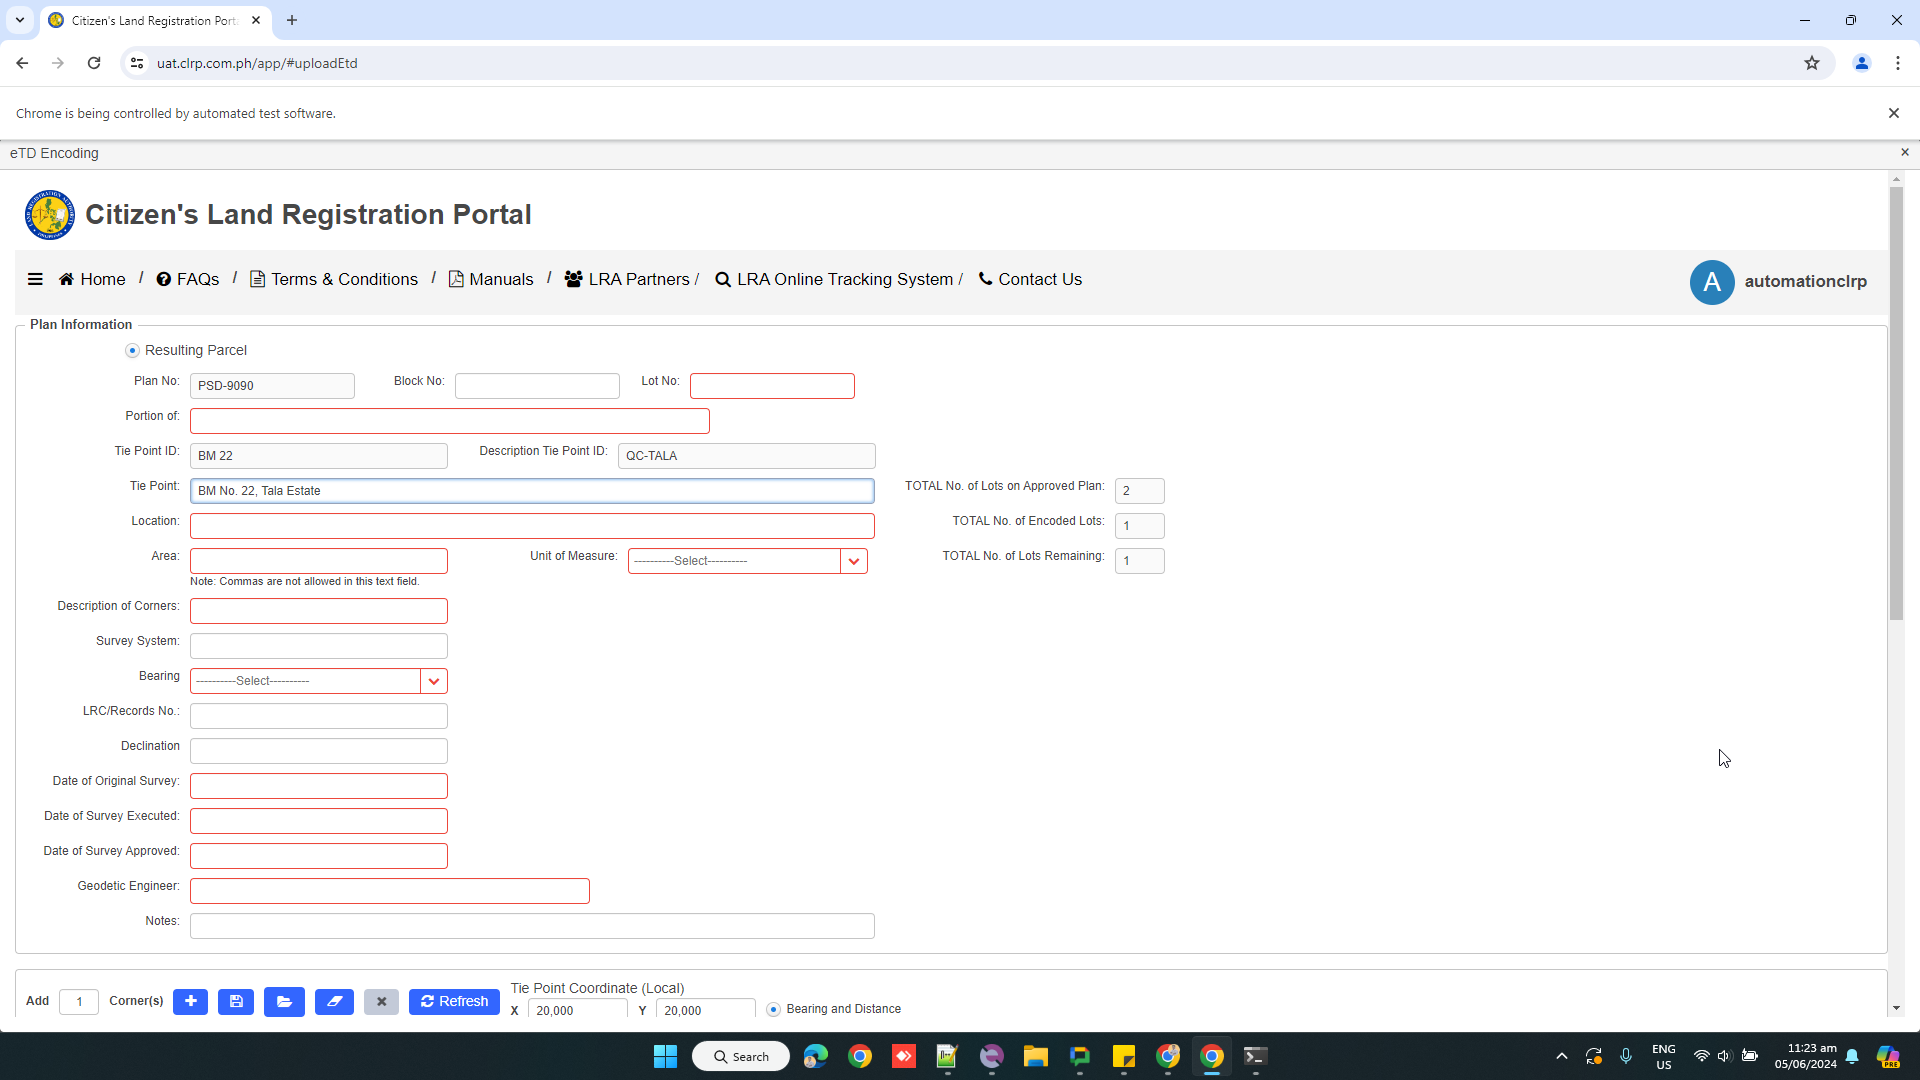 Citizen's Land Registration Porta
uat.clrp.com.ph/app/#uploadEtd
Chrome is being controlled by automated test software.
eTD Encoding
Citizen's Land Registration Portal
Home / FAQs / Terms & Conditions / Manuals / LRA Partners / LRA Online Tracking System / Contact Us
A automationclrp
Plan Information
Resulting Parcel
Plan No: PSD-9090 Block No: Lot No:
Portion of:
Tie Point ID: BM 22 Description Tie Point ID: QC-TALA
Tie Point: BM No. 22, Tala Estate TOTAL No. of Lots on Approved Plan: 2
Location: TOTAL No. of Encoded Lots: 1
Area: Unit of Measure: ----------Select---------- TOTAL No. of Lots Remaining: 1
Note: Commas are not allowed in this text field.
Description of Corners:
Survey System:
Bearing ----------Select----------
LRC/Records No.:
Declination
Date of Original Survey:
Date of Survey Executed:
Date of Survey Approved:
Geodetic Engineer:
Notes:
Add 1 Corner(s) Refresh
Tie Point Coordinate (Local)
X 20,000 Y 20,000 Bearing and Distance
Search
ENG
US
11:23 am
05/06/2024
PRE